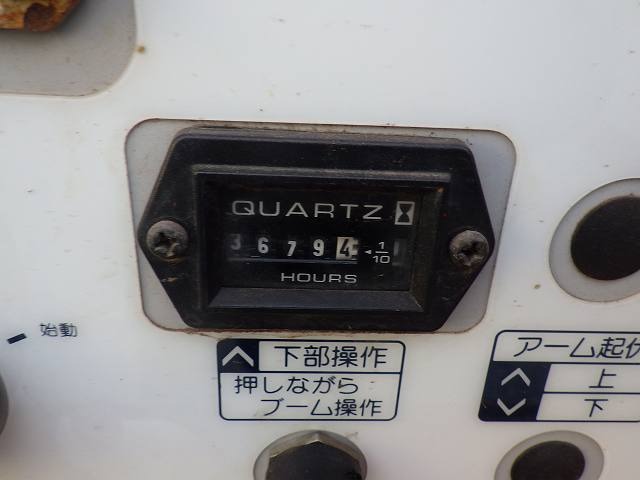 QUARTZ
36794 1/10
HOURS
始動
下部操作
押しながら
ブーム操作
アーム起伏
上
下